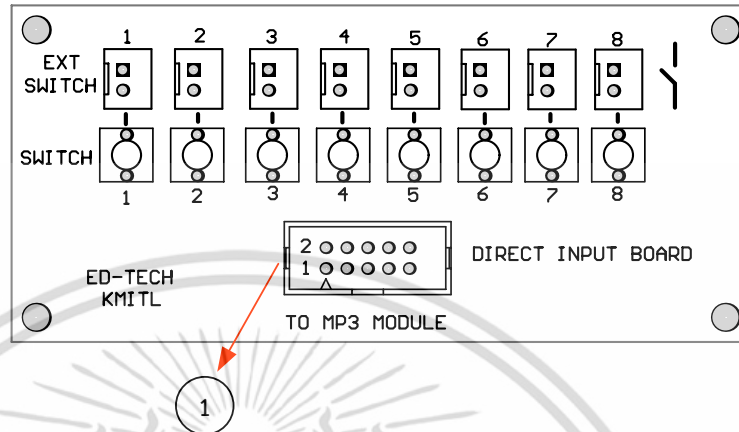 1 2 3 4 5 6 7 8
EXT
SWITCH
SWITCH
1 2 3 4 5 6 7 8
2
1
DIRECT INPUT BOARD
ED-TECH
KMITL
TO MP3 MODULE
1